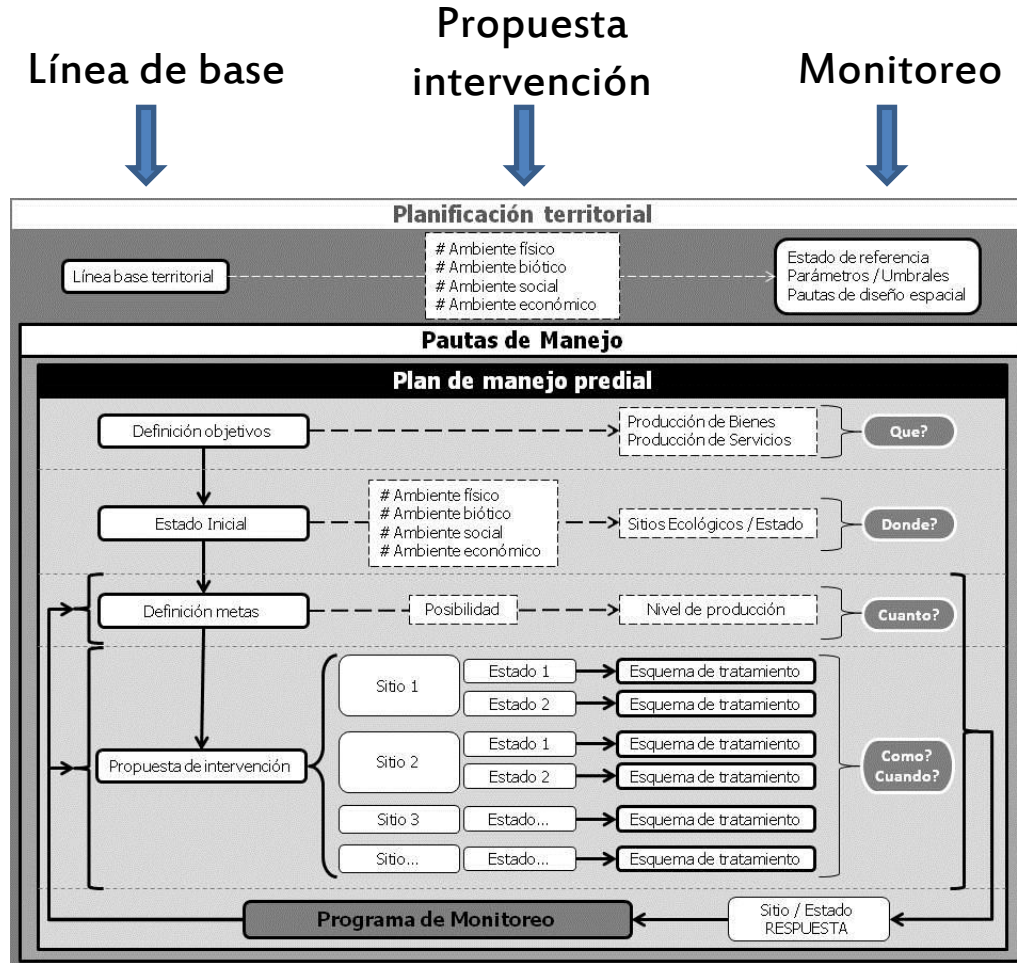 Línea de base
Propuesta
intervención
Monitoreo
Planificación territorial
Línea base territorial
# Ambiente físico
# Ambiente biótico
# Ambiente social
# Ambiente económico
Estado de referencia
Parámetros / Umbrales
Pautas de diseño espacial
Pautas de Manejo
Plan de manejo predial
Definición objetivos
Producción de Bienes
Producción de Servicios
Que?
Estado Inicial
# Ambiente físico
# Ambiente biótico
# Ambiente social
# Ambiente económico
Sitios Ecológicos / Estado
Donde?
Definición metas
Posibilidad
Nivel de producción
Cuanto?
Propuesta de intervención
Sitio 1
Estado 1
Esquema de tratamiento
Estado 2
Esquema de tratamiento
Sitio 2
Estado 1
Esquema de tratamiento
Estado 2
Esquema de tratamiento
Sitio 3
Estado...
Esquema de tratamiento
Sitio...
Estado...
Esquema de tratamiento
Como?
Cuando?
Programa de Monitoreo
Sitio / Estado
RESPUESTA